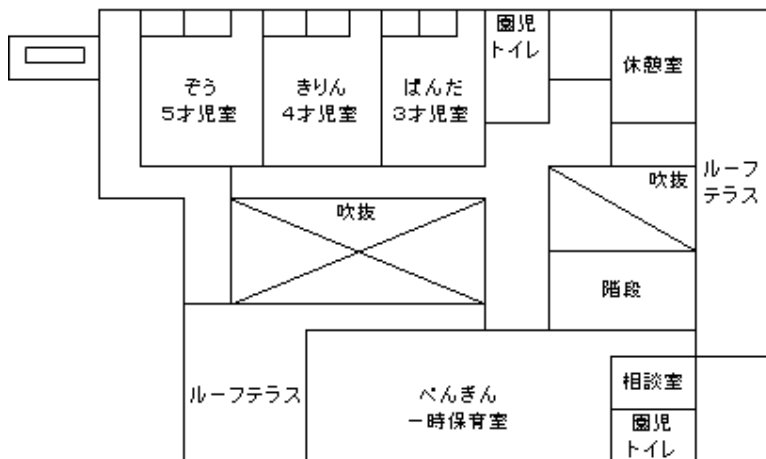 園児
トイレ
休憩室
ぞう
5才児室
きりん
4才児室
ぱんだ
3才児室
吹抜
ルーフ
テラス
吹抜
階段
ルーフテラス
ぺんぎん
一時保育室
相談室
園児
トイレ